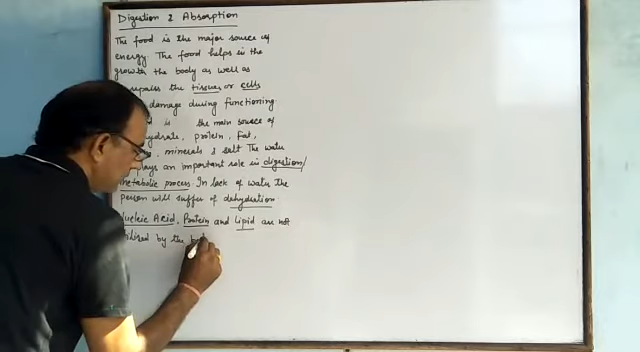 Digestion & Absorption
The food is the major source of
energy. The food helps in the
growth the body as well as
repairs the tissues or cells
damage during functioning.
is the main source of
protein, Fat,
minerals & salt The water
plays an important role in digestion/
metabolic process. In lack of water the
person will suffer of dehydration
Nucleic Acid, Protein and Lipid are not
by the